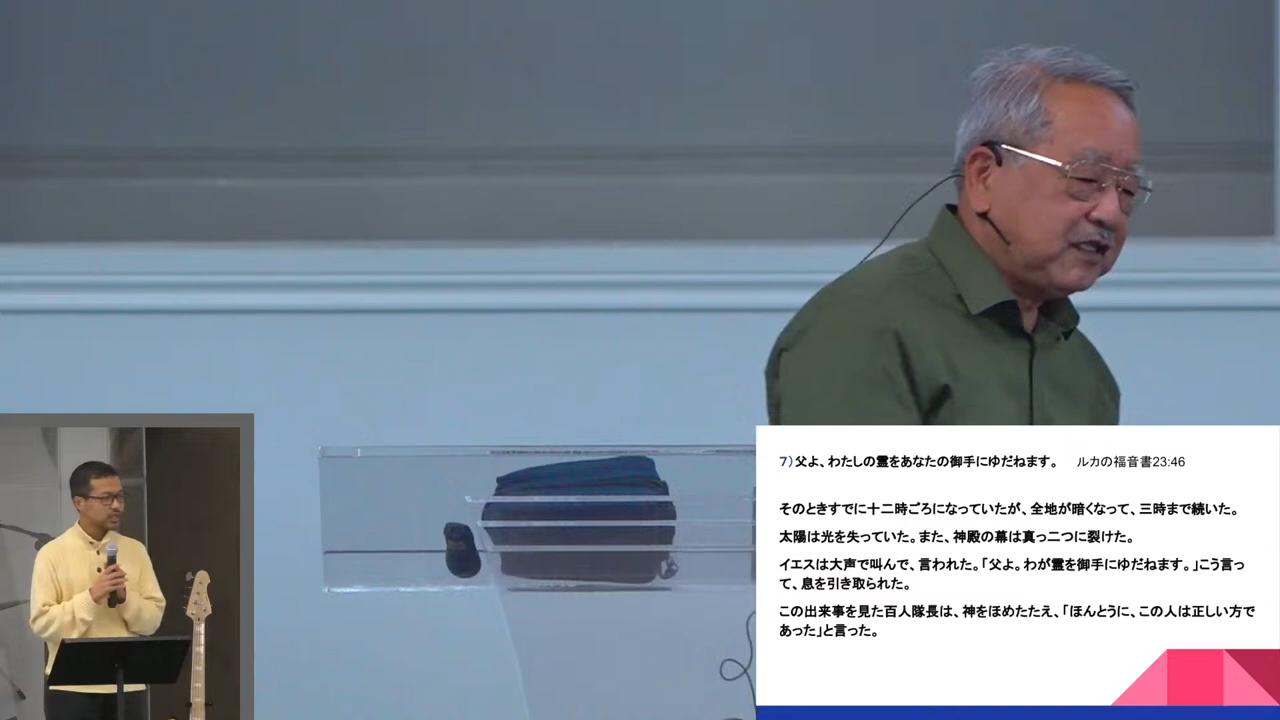 7）父よ、わたしの霊をあなたの御手にゆだねます。　ルカの福音書23:46
そのときすでに十二時ごろになっていたが、全地が暗くなって、三時まで続いた。
太陽は光を失っていた。また、神殿の幕は真っ二つに裂けた。
イエスは大声で叫んで、言われた。「父よ。わが霊を御手にゆだねます。」こう言っ
て、息を引き取られた。
この出来事を見た百人隊長は、神をほめたたえ、「ほんとうに、この人は正しい方で
あった」と言った。